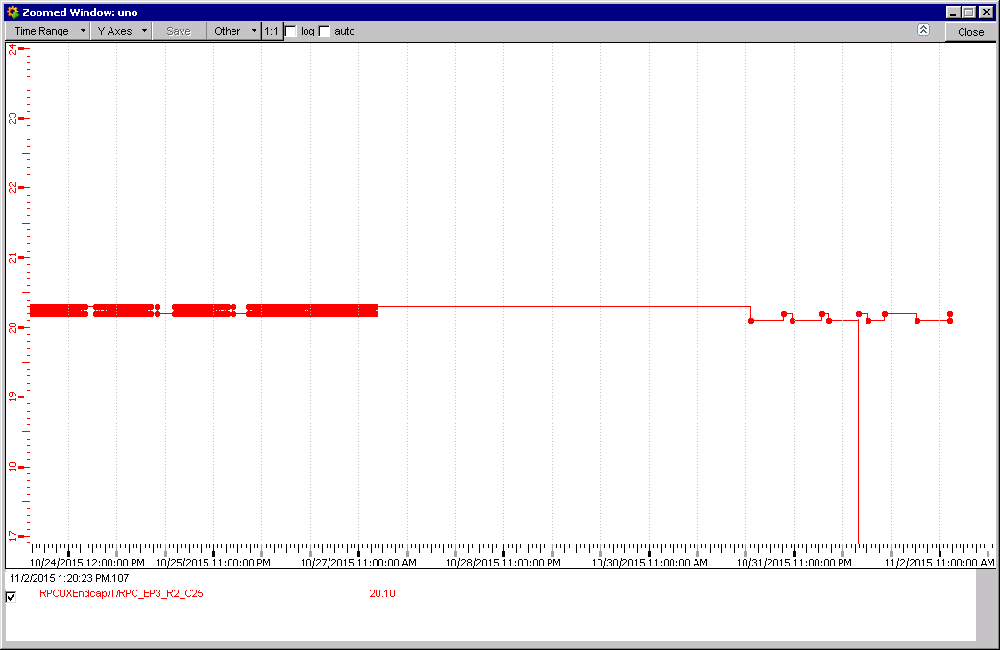 Zoomed Window: uno
Time Range Y Axes Save Other 1:1 log auto Close
24
23
22
21
20
19
18
17
10/24/2015 12:00:00 PM 10/25/2015 11:00:00 PM 10/27/2015 11:00:00 AM 10/28/2015 11:00:00 PM 10/30/2015 11:00:00 AM 10/31/2015 11:00:00 PM 11/2/2015 11:00:00 AM
11/2/2015 1:20:23 PM.107
RPCUXEndcap/T/RPC_EP3_R2_C25 20.10